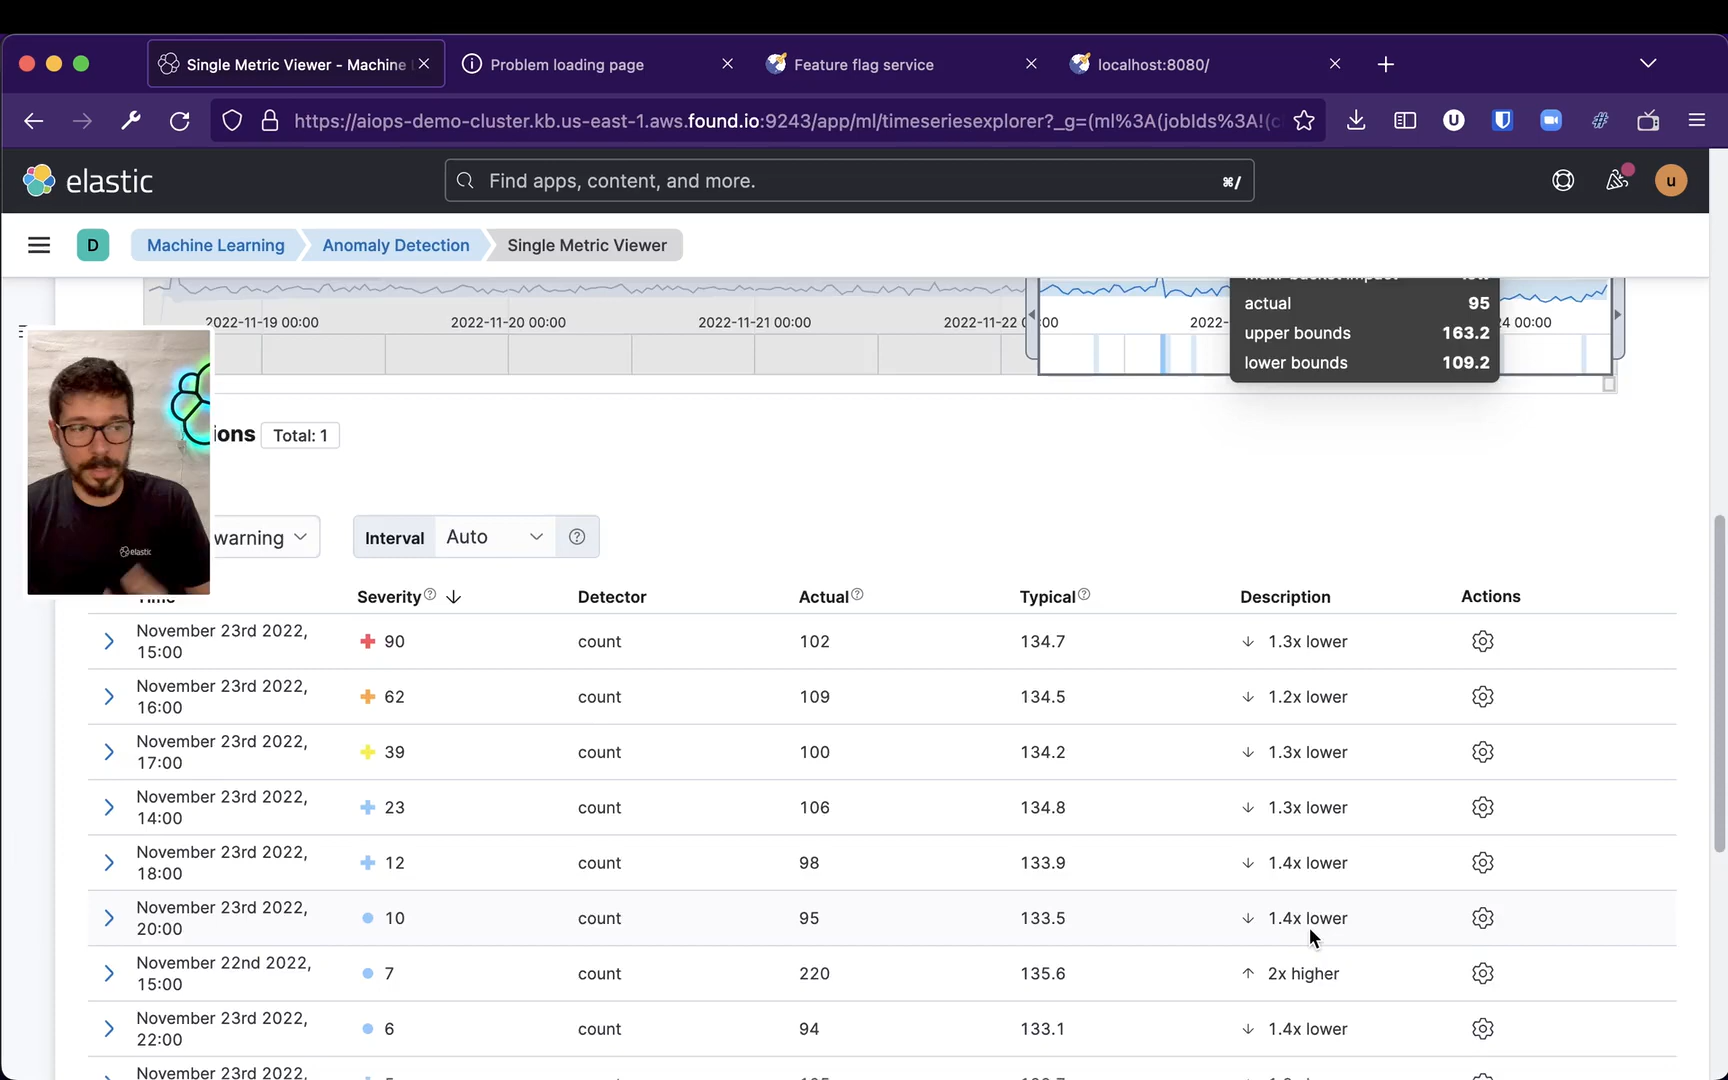 Single Metric Viewer - Machine
Problem loading page
Feature flag service
localhost:8080/
https://aiops-demo-cluster.kb.us-east-1.aws.found.io:9243/app/ml/timeseriesexplorer?_g=(ml%3A(jobIds%3A!(c
elastic
Find apps, content, and more.
⌘/
u
D
Machine Learning
Anomaly Detection
Single Metric Viewer
actual 95
upper bounds 163.2
lower bounds 109.2
2022-11-19 00:00
2022-11-20 00:00
2022-11-21 00:00
2022-11-22 00:00
2022-
24 00:00
ions
Total: 1
elastic
warning
Interval
Auto
Severity Detector Actual Typical Description Actions
November 23rd 2022, 15:00 90 count 102 134.7 ↓ 1.3x lower
November 23rd 2022, 16:00 62 count 109 134.5 ↓ 1.2x lower
November 23rd 2022, 17:00 39 count 100 134.2 ↓ 1.3x lower
November 23rd 2022, 14:00 23 count 106 134.8 ↓ 1.3x lower
November 23rd 2022, 18:00 12 count 98 133.9 ↓ 1.4x lower
November 23rd 2022, 20:00 10 count 95 133.5 ↓ 1.4x lower
November 22nd 2022, 15:00 7 count 220 135.6 ↑ 2x higher
November 23rd 2022, 22:00 6 count 94 133.1 ↓ 1.4x lower
November 23rd 2022,